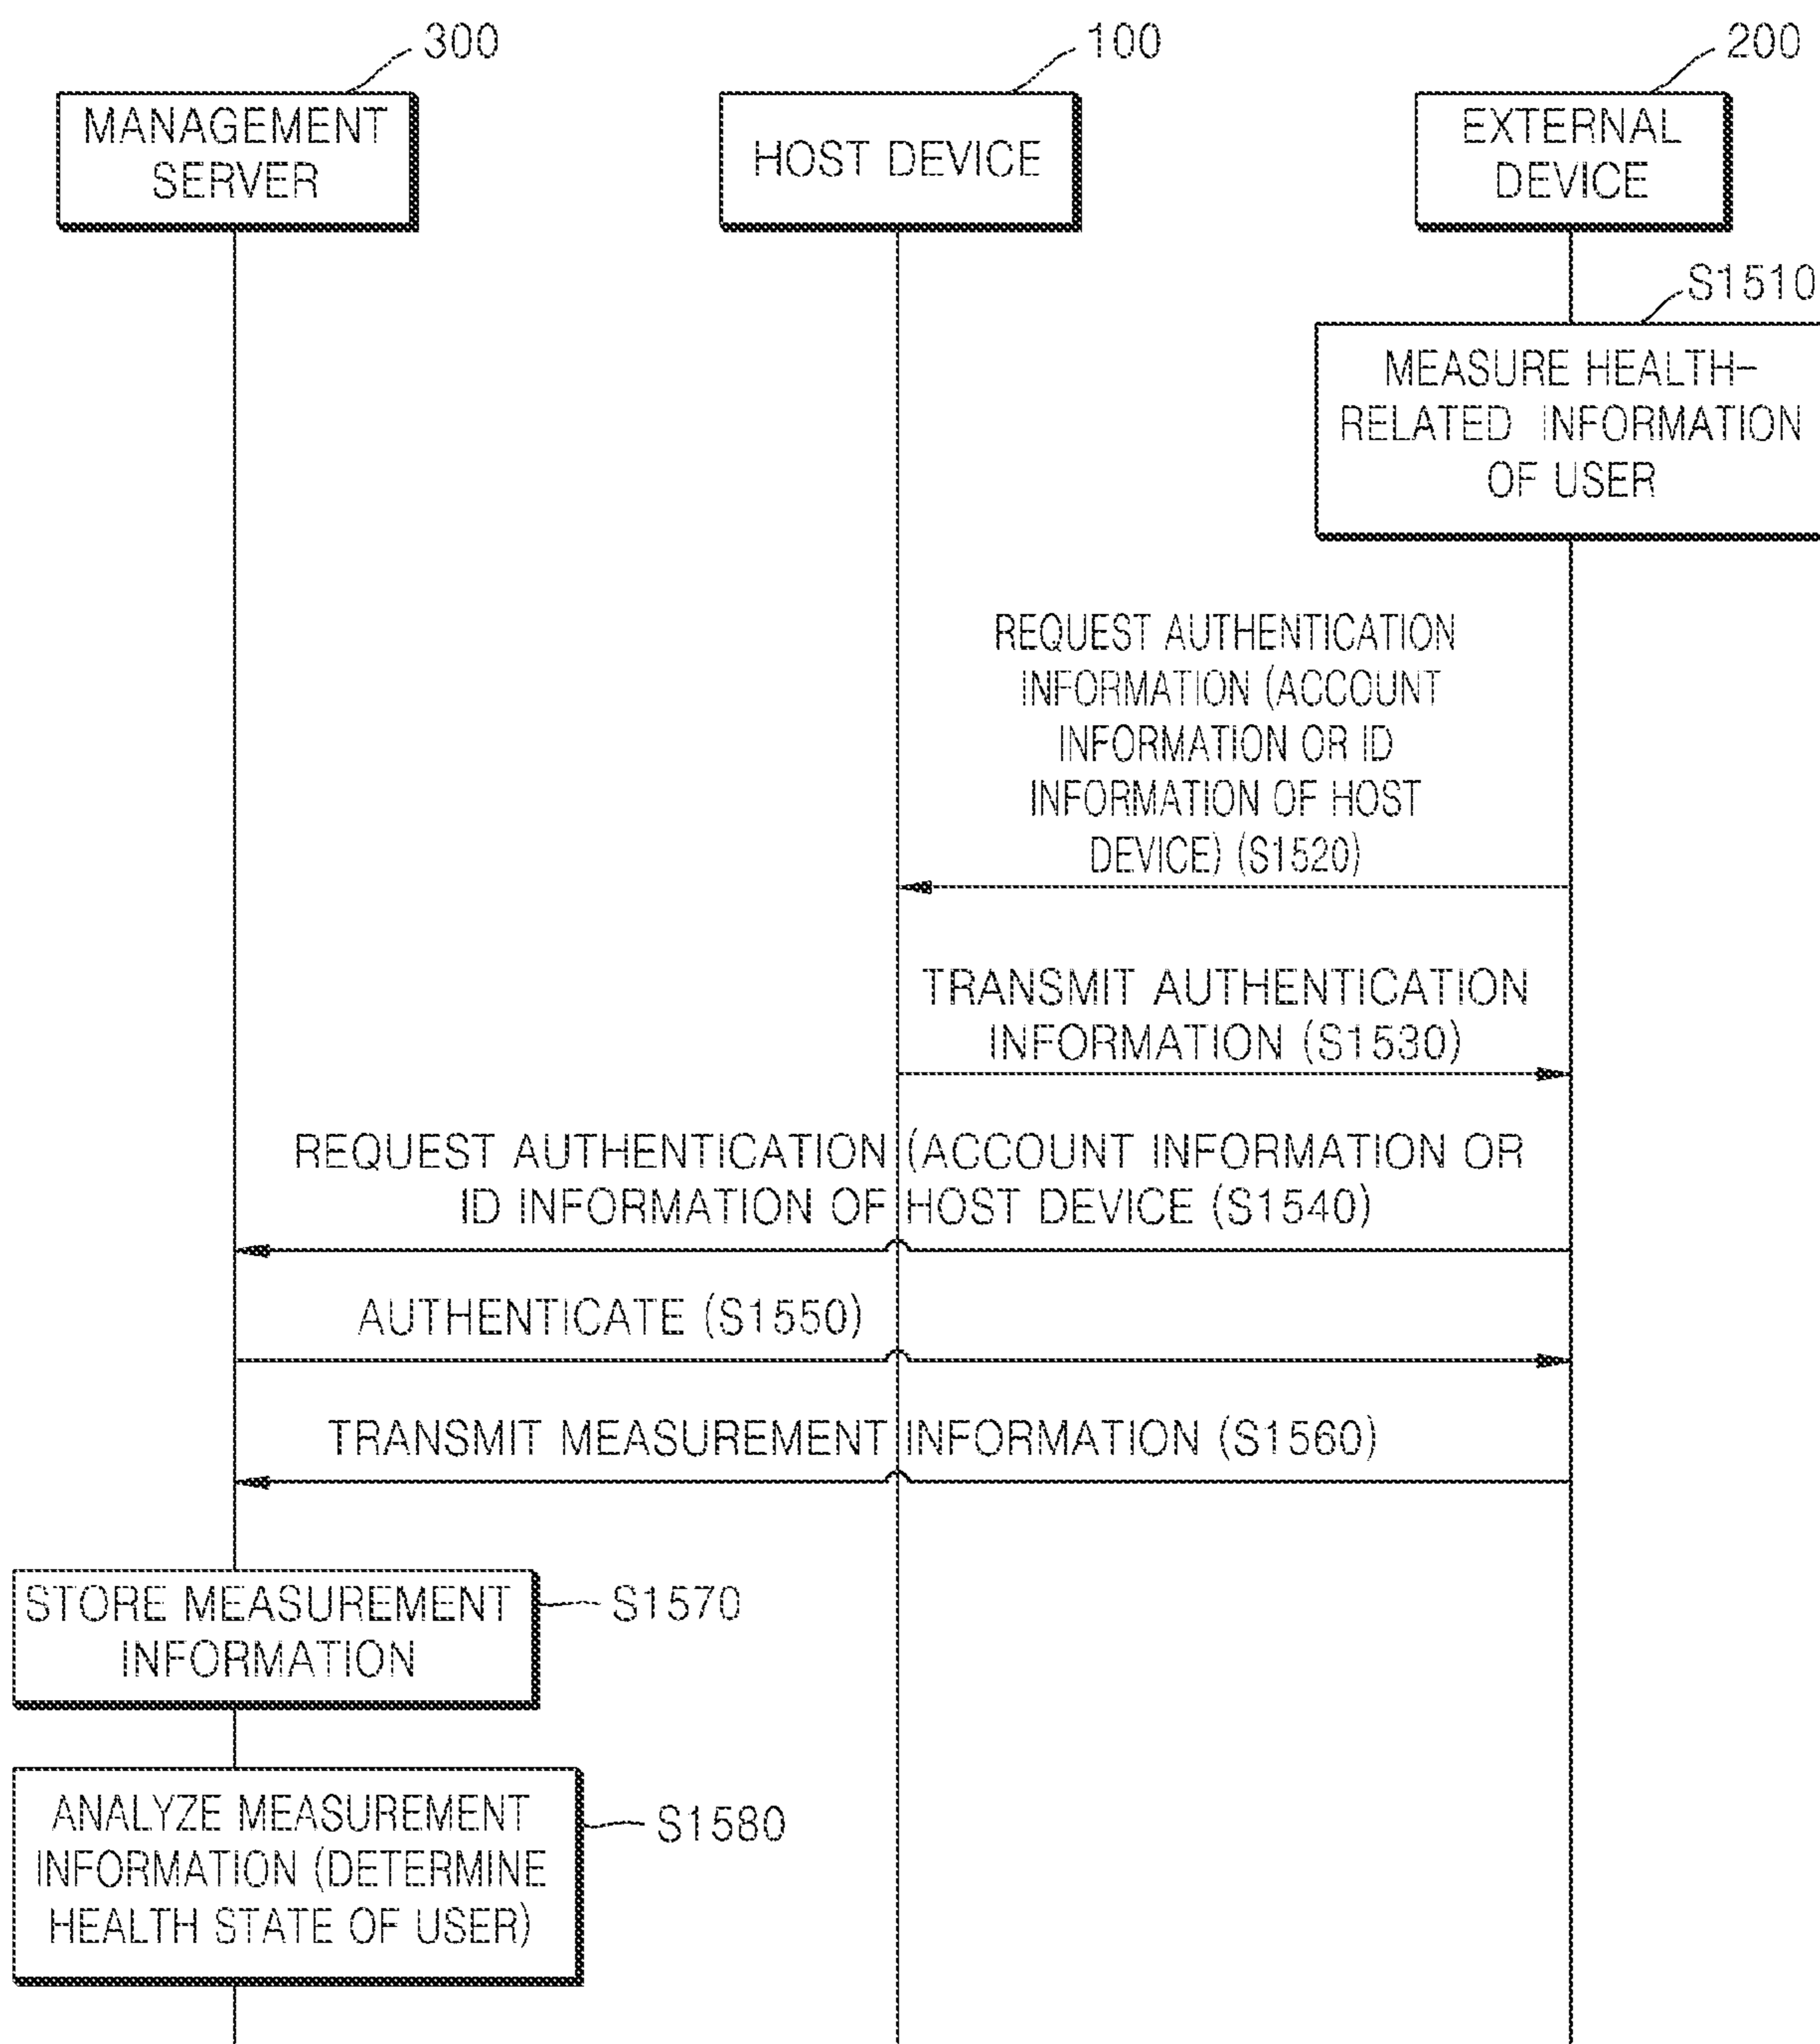 300
100
200
MANAGEMENT
SERVER
HOST DEVICE
EXTERNAL
DEVICE
S1510
MEASURE HEALTH-
RELATED INFORMATION
OF USER
REQUEST AUTHENTICATION
INFORMATION (ACCOUNT
INFORMATION OR ID
INFORMATION OF HOST
DEVICE) (S1520)
TRANSMIT AUTHENTICATION
INFORMATION (S1530)
REQUEST AUTHENTICATION (ACCOUNT INFORMATION OR
ID INFORMATION OF HOST DEVICE (S1540)
AUTHENTICATE (S1550)
TRANSMIT MEASUREMENT INFORMATION (S1560)
STORE MEASUREMENT
INFORMATION
S1570
ANALYZE MEASUREMENT
INFORMATION (DETERMINE
HEALTH STATE OF USER)
S1580